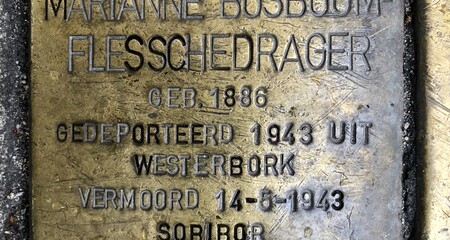 MARIANNE BOSBOOM-
FLESSCHEDRAGER
GEB. 1886
GEDEPORTEERD 1943 UIT
WESTERBORK
VERMOORD 14-5-1943
SOBIBOR